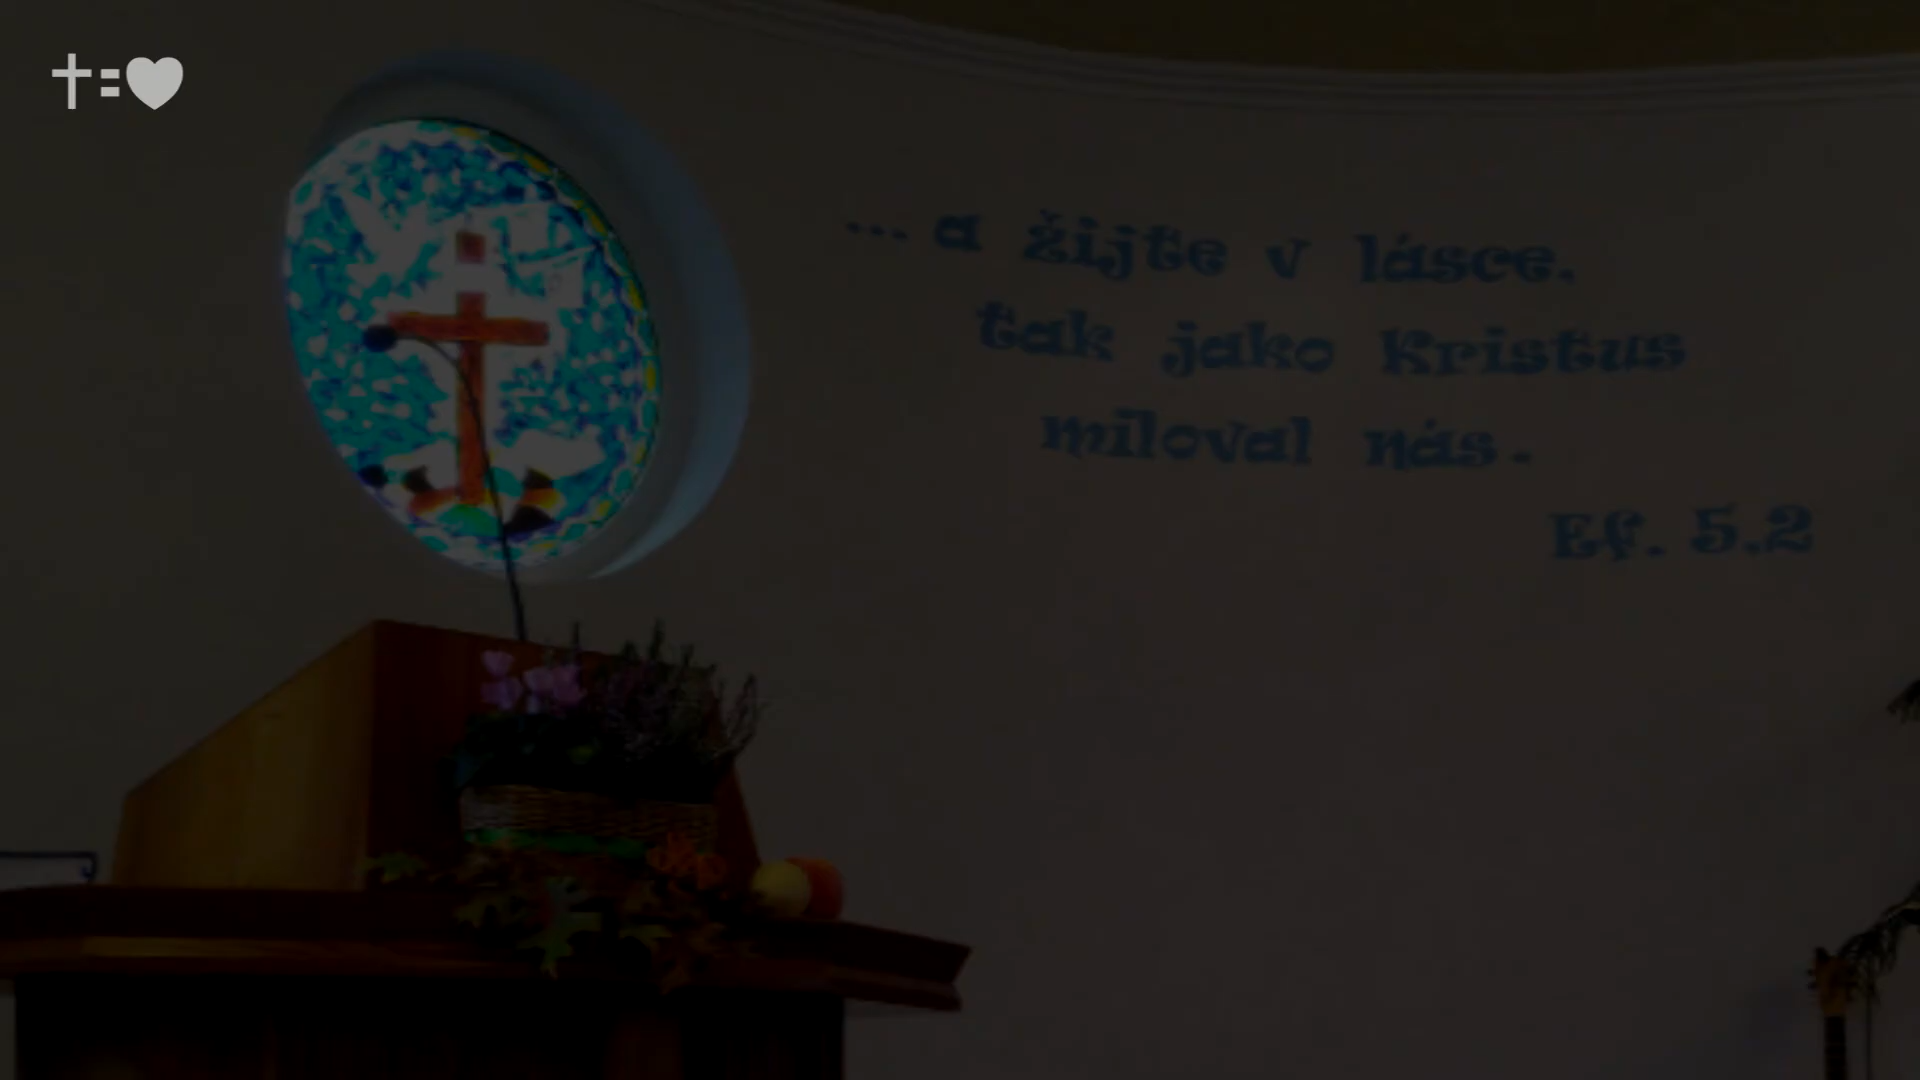 ... a žijte v lásce.
tak jako Kristus
miloval nás.
Ef. 5.2